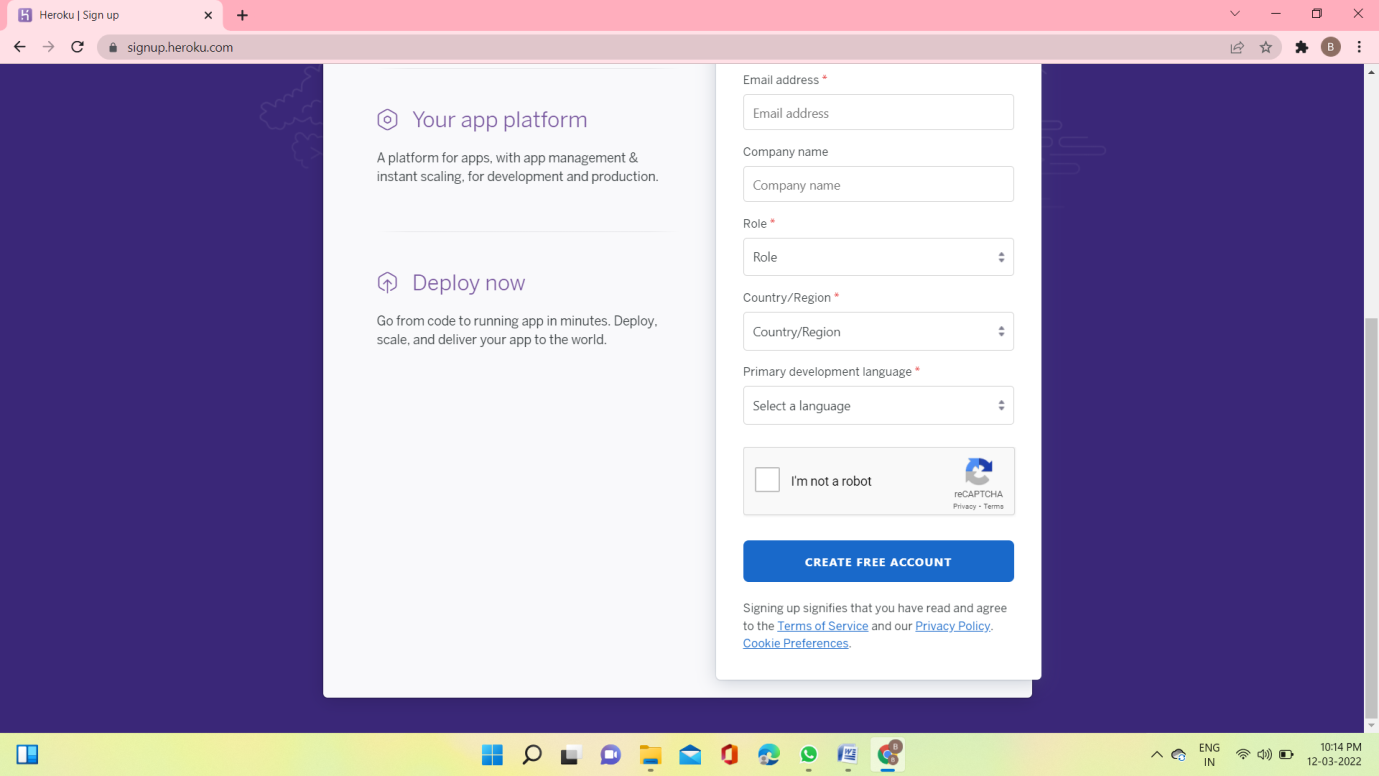 Heroku | Sign up
signup.heroku.com
B
Your app platform
A platform for apps, with app management &
instant scaling, for development and production.
Deploy now
Go from code to running app in minutes. Deploy,
scale, and deliver your app to the world.
Email address *
Email address
Company name
Company name
Role *
Role
Country/Region *
Country/Region
Primary development language *
Select a language
I'm not a robot
reCAPTCHA
Privacy - Terms
CREATE FREE ACCOUNT
Signing up signifies that you have read and agree
to the Terms of Service and our Privacy Policy.
Cookie Preferences.
ENG
IN
10:14 PM
12-03-2022